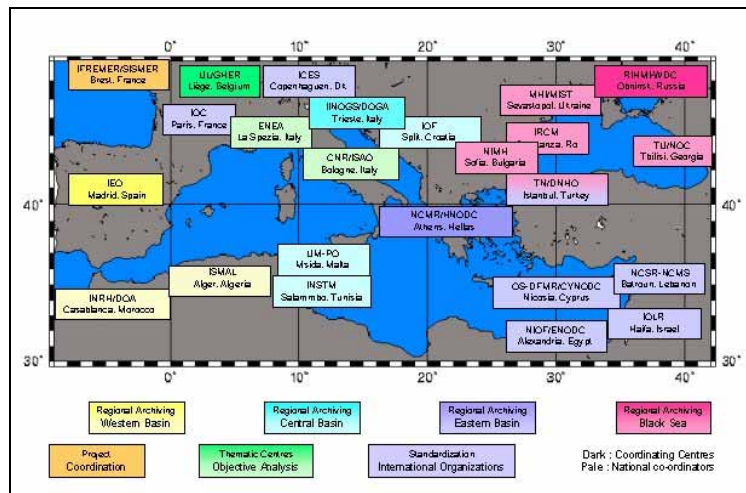 0°
10°
20°
30°
40°
IFREMER/SISMER
Brest, France
ULI/GHER
Liege, Belgium
ICES
Copenhaguen, Dk
MHI/MIST
Sevastopol, Ukraine
RIHMI/WDC
Obninsk, Russia
IOC
Paris, France
IINOGS/DOGA
Trieste, Italy
ENEA
La Spezia, Italy
IOF
Split, Croatia
IRCM
anza, Ro
CNR/ISAO
Bologne, Italy
NIMH
Sofia, Bulgaria
TU/NOC
Tbilisi, Georgia
IEO
Madrid, Spain
TN/DNHO
Istanbul, Turkey
40°
40°
NCMR/HNODC
Athens, Hellas
UM-PO
Msida, Malta
ISMAL
Alger, Algeria
INSTM
Salammbo, Tunisia
OS-DFMR/CYNODC
Nicosia, Cyprus
NCSR-NCMS
Batroun, Lebanon
INRH/DOA
Casablanca, Morocco
NIOF/ENODC
Alexandria, Egypt
IOLR
Haifa, Israel
30°
30°
0°
10°
20°
30°
40°
Regional Archiving
Western Basin
Regional Archiving
Central Basin
Regional Archiving
Eastern Basin
Regional Archiving
Black Sea
Project
Coordination
Thematic Centres
Objective Analysis
Standardization
International Organizations
Dark : Coordinating Centres
Pale : National co-ordinators